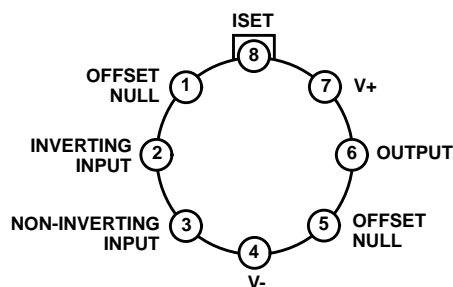 ISET
8
OFFSET
NULL
1
7
V+
INVERTING
INPUT
2
6
OUTPUT
NON-INVERTING
INPUT
3
5
OFFSET
NULL
4
V-